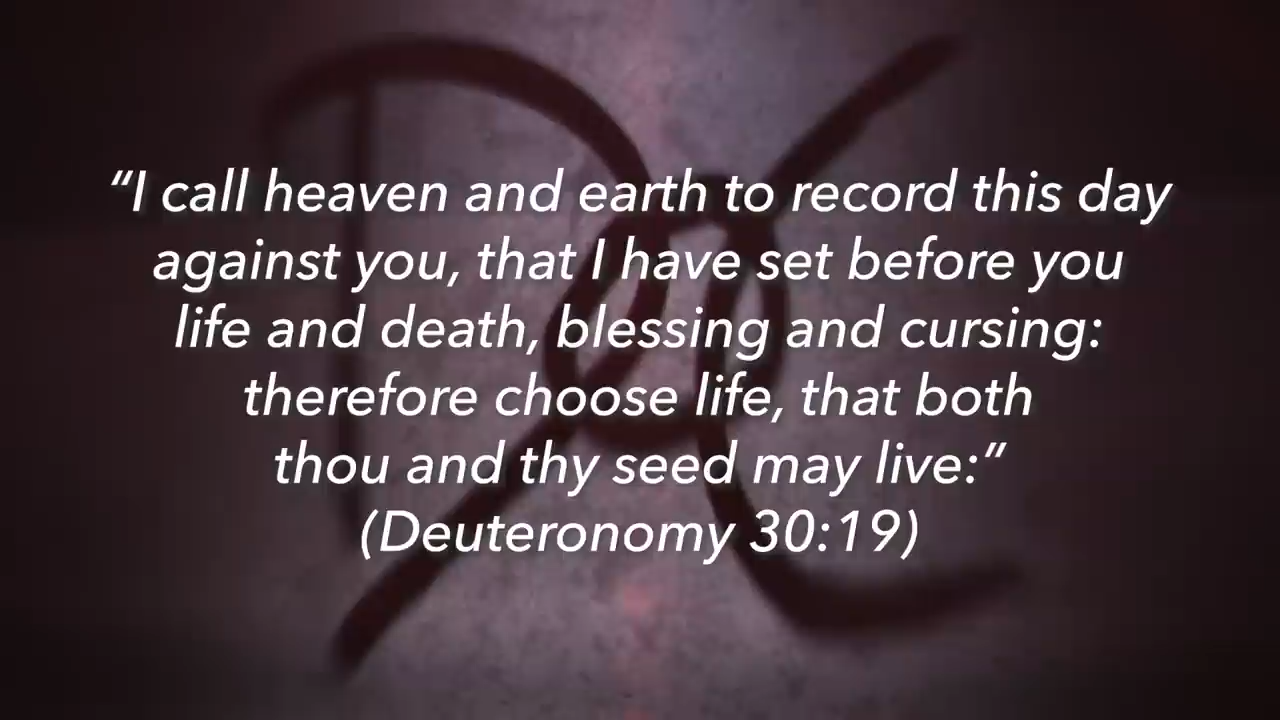 “I call heaven and earth to record this day
against you, that I have set before you
life and death, blessing and cursing:
therefore choose life, that both
thou and thy seed may live:”
(Deuteronomy 30:19)